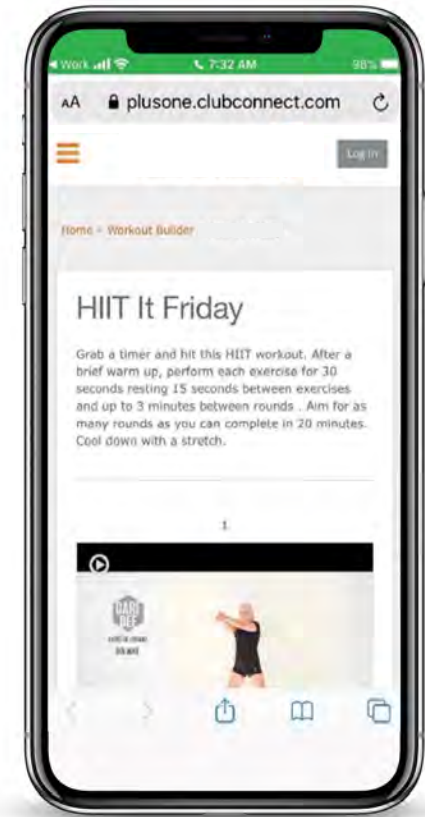 Work 7:32 AM 98%
AA plusone.clubconnect.com
Log In
Home » Workout Builder
HIIT It Friday
Grab a timer and hit this HIIT workout. After a
brief warm up, perform each exercise for 30
seconds resting 15 seconds between exercises
and up to 3 minutes between rounds . Aim for as
many rounds as you can complete in 20 minutes.
Cool down with a stretch.
1
DARE
BEE